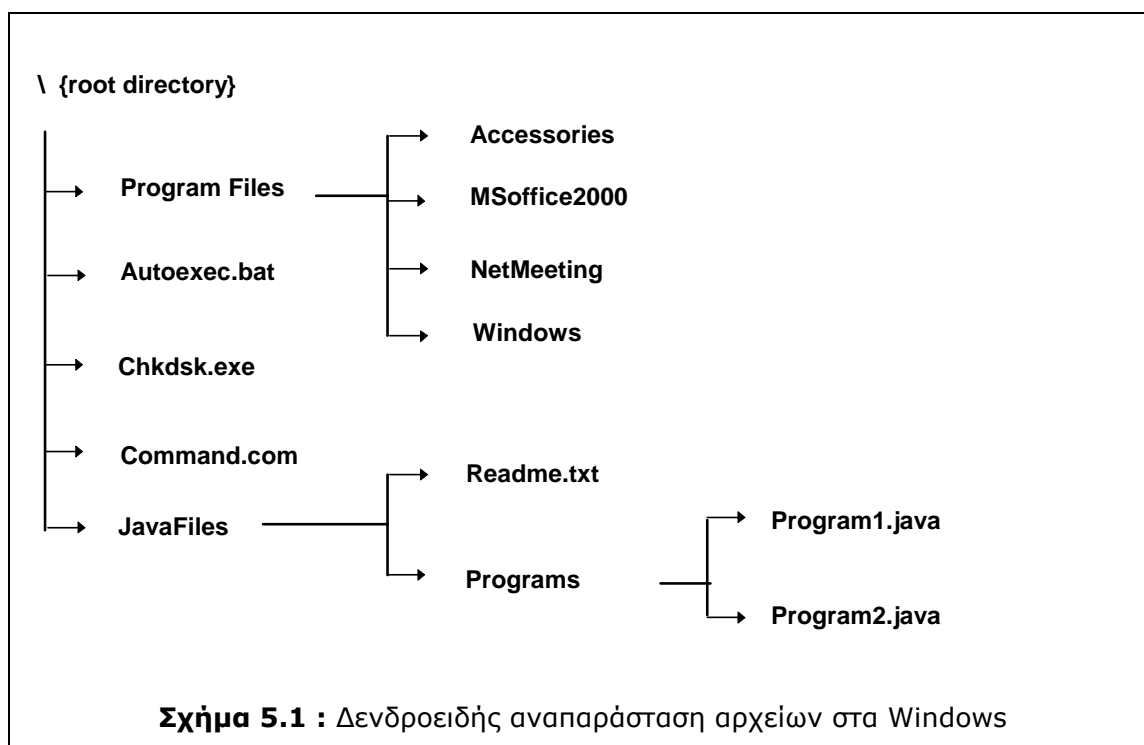 \ {root directory}
Accessories
Program Files
MSoffice2000
Autoexec.bat
NetMeeting
Windows
Chkdsk.exe
Command.com
Readme.txt
JavaFiles
Program1.java
Programs
Program2.java
Σχήμα 5.1 : Δενδροειδής αναπαράσταση αρχείων στα Windows